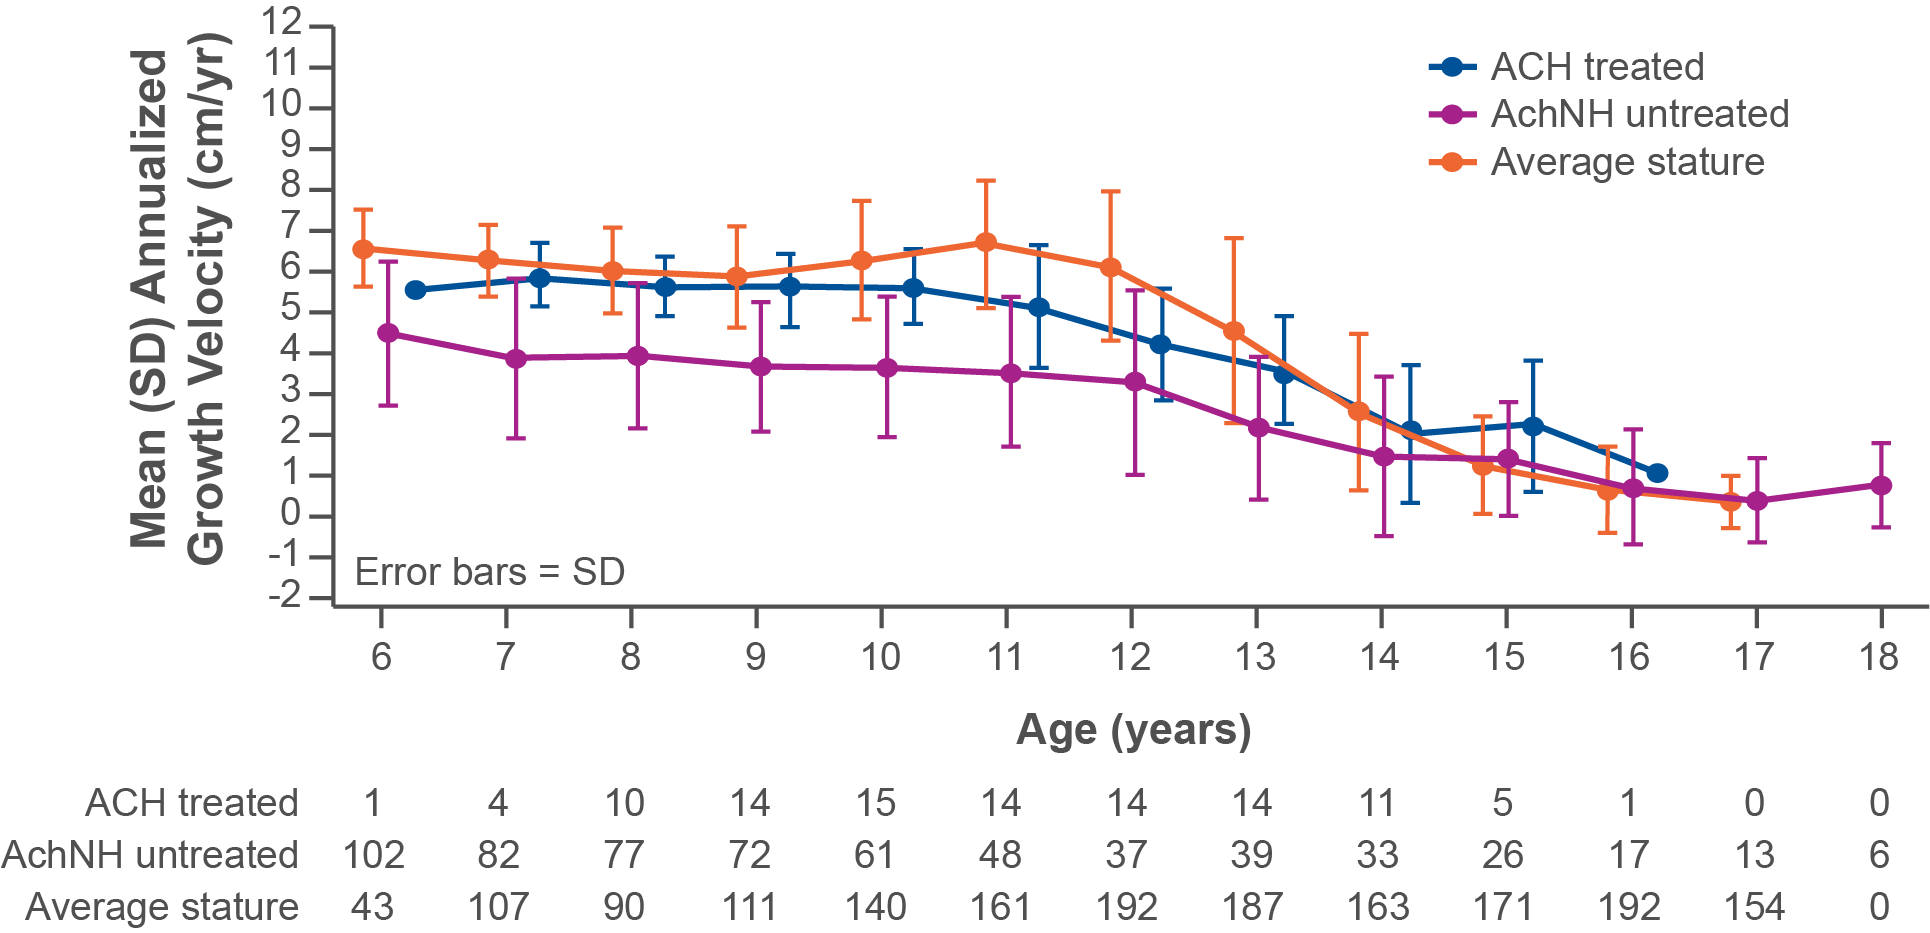 Mean (SD) Annualized
Growth Velocity (cm/yr)
12
11
10
9
8
7
6
5
4
3
2
1
0
-1
-2
ACH treated
AchNH untreated
Average stature
Error bars = SD
6 7 8 9 10 11 12 13 14 15 16 17 18
Age (years)
ACH treated 1 4 10 14 15 14 14 14 11 5 1 0 0
AchNH untreated 102 82 77 72 61 48 37 39 33 26 17 13 6
Average stature 43 107 90 111 140 161 192 187 163 171 192 154 0